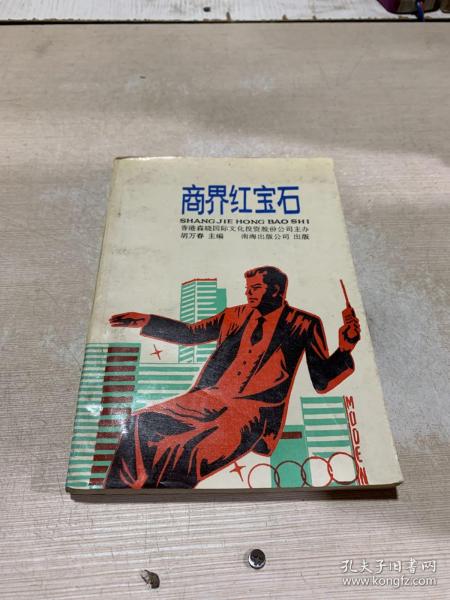 商界红宝石
SHANG JIE HONG BAO SHI
香港森晓国际文化投资股份公司主办
胡万春 主编 南海出版公司 出版
MODEN
孔夫子旧书网
www.kongfz.com